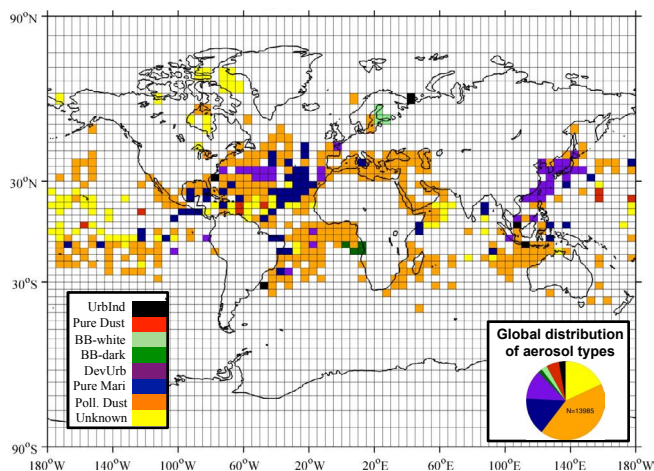 90°N
30°N
30°S
90°S
UrbInd
Pure Dust
BB-white
BB-dark
DevUrb
Pure Mari
Poll. Dust
Unknown
Global distribution
of aerosol types
N=13985
180°W 140°W 100°W 60°W 20°W 20°E 60°E 100°E 140°E 180°W